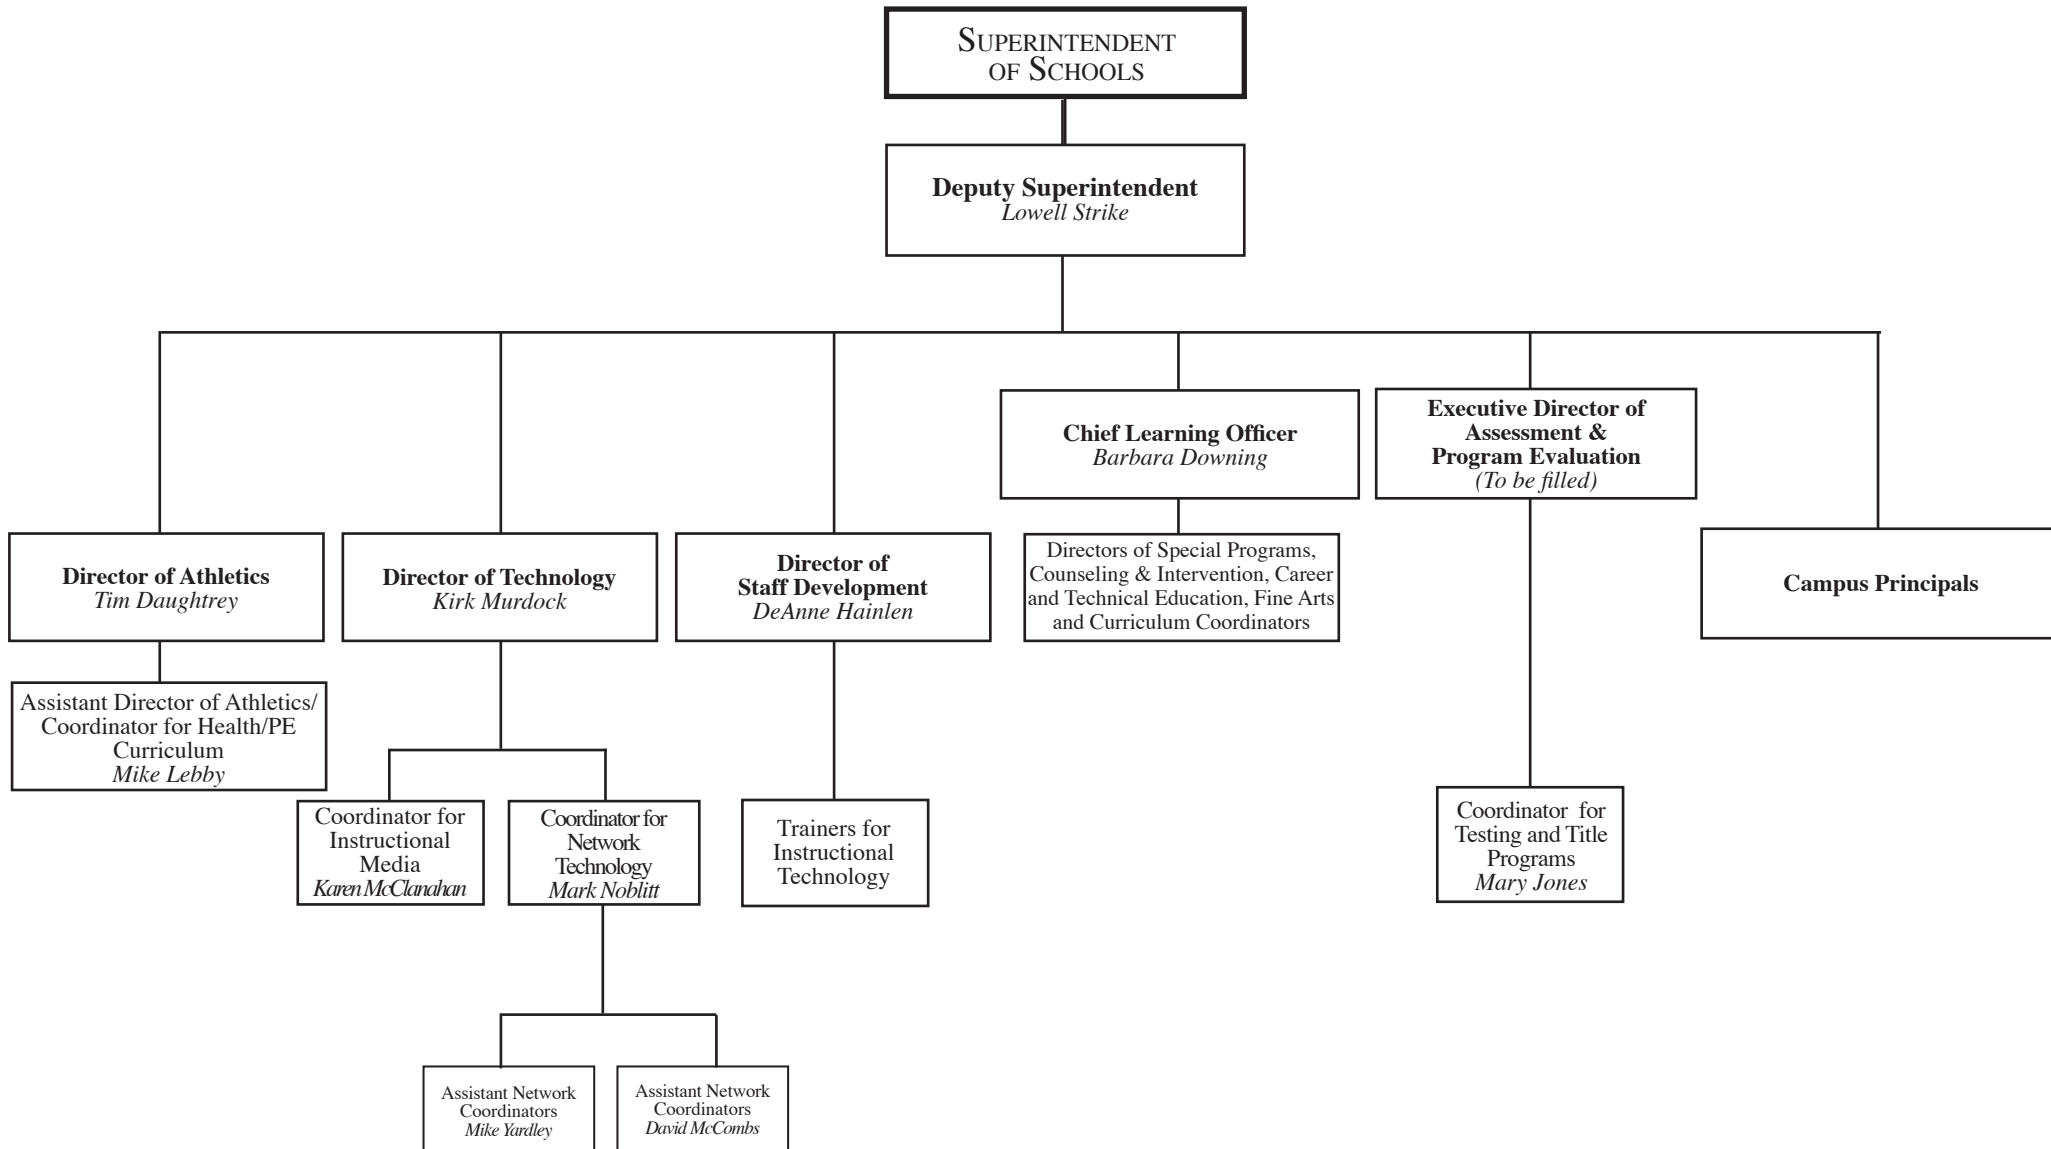 SUPERINTENDENT
OF SCHOOLS
Deputy Superintendent
Lowell Strike
Chief Learning Officer
Barbara Downing
Executive Director of
Assessment &
Program Evaluation
(To be filled)
Director of Athletics
Tim Daughtrey
Director of Technology
Kirk Murdock
Director of
Staff Development
DeAnne Hainlen
Directors of Special Programs,
Counseling & Intervention, Career
and Technical Education, Fine Arts
and Curriculum Coordinators
Campus Principals
Assistant Director of Athletics/
Coordinator for Health/PE
Curriculum
Mike Lebby
Coordinator for
Instructional
Media
Karen McClanahan
Coordinator for
Network
Technology
Mark Noblitt
Trainers for
Instructional
Technology
Coordinator for
Testing and Title
Programs
Mary Jones
Assistant Network
Coordinators
Mike Yardley
Assistant Network
Coordinators
David McCombs